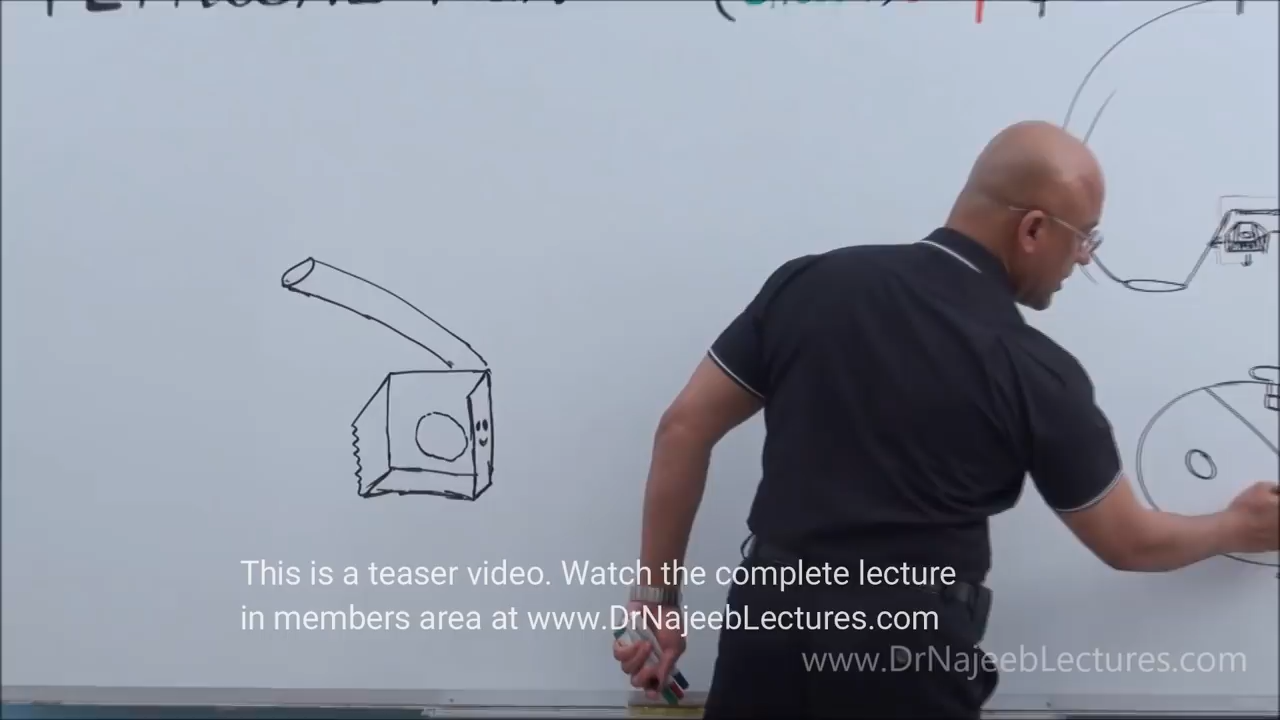 This is a teaser video. Watch the complete lecture
in members area at www.DrNajeebLectures.com
www.DrNajeebLectures.com